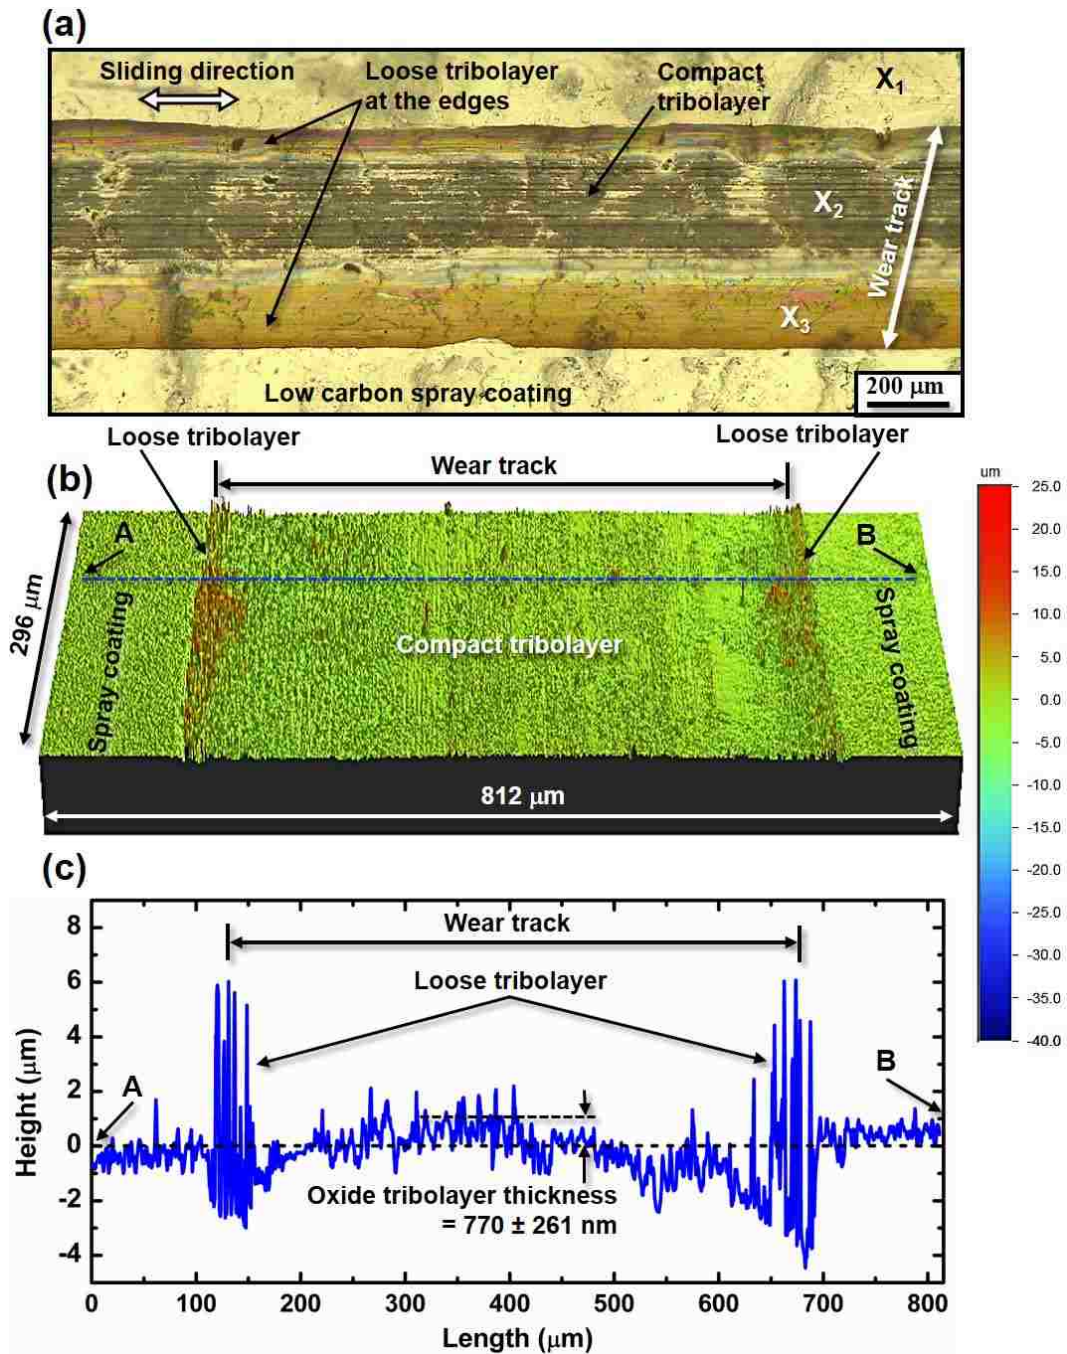 (a)
Sliding direction
Loose tribolayer
at the edges
Compact
tribolayer
X1
X2
Wear track
X3
Low carbon spray coating
200 μm
Loose tribolayer
Loose tribolayer
(b)
Wear track
A
B
296 μm
Spray coating
Compact tribolayer
Spray coating
812 μm
um
25.0
20.0
15.0
10.0
5.0
0.0
-5.0
-10.0
-15.0
-20.0
-25.0
-30.0
-35.0
-40.0
(c)
Height (μm)
8
6
4
2
0
-2
-4
Wear track
Loose tribolayer
A
B
Oxide tribolayer thickness
= 770 ± 261 nm
0 100 200 300 400 500 600 700 800
Length (μm)